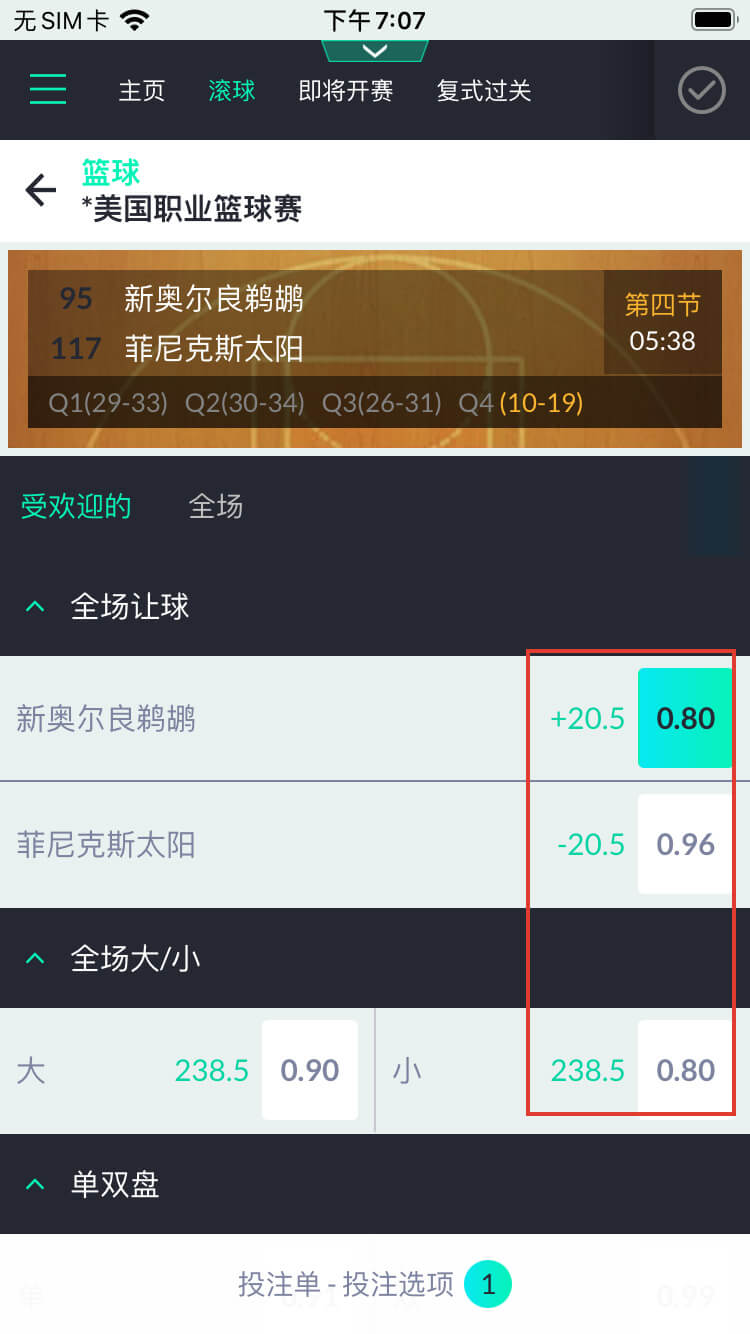 无SIM卡 下午7:07
主页 滚球 即将开赛 复式过关
篮球
*美国职业篮球赛
95 新奥尔良鹈鹕 第四节
117 菲尼克斯太阳 05:38
Q1(29-33) Q2(30-34) Q3(26-31) Q4(10-19)
受欢迎的 全场
全场让球
新奥尔良鹈鹕 +20.5 0.80
菲尼克斯太阳 -20.5 0.96
全场大/小
大 238.5 0.90 小 238.5 0.80
单双盘
投注单 - 投注选项 1
单 0.99